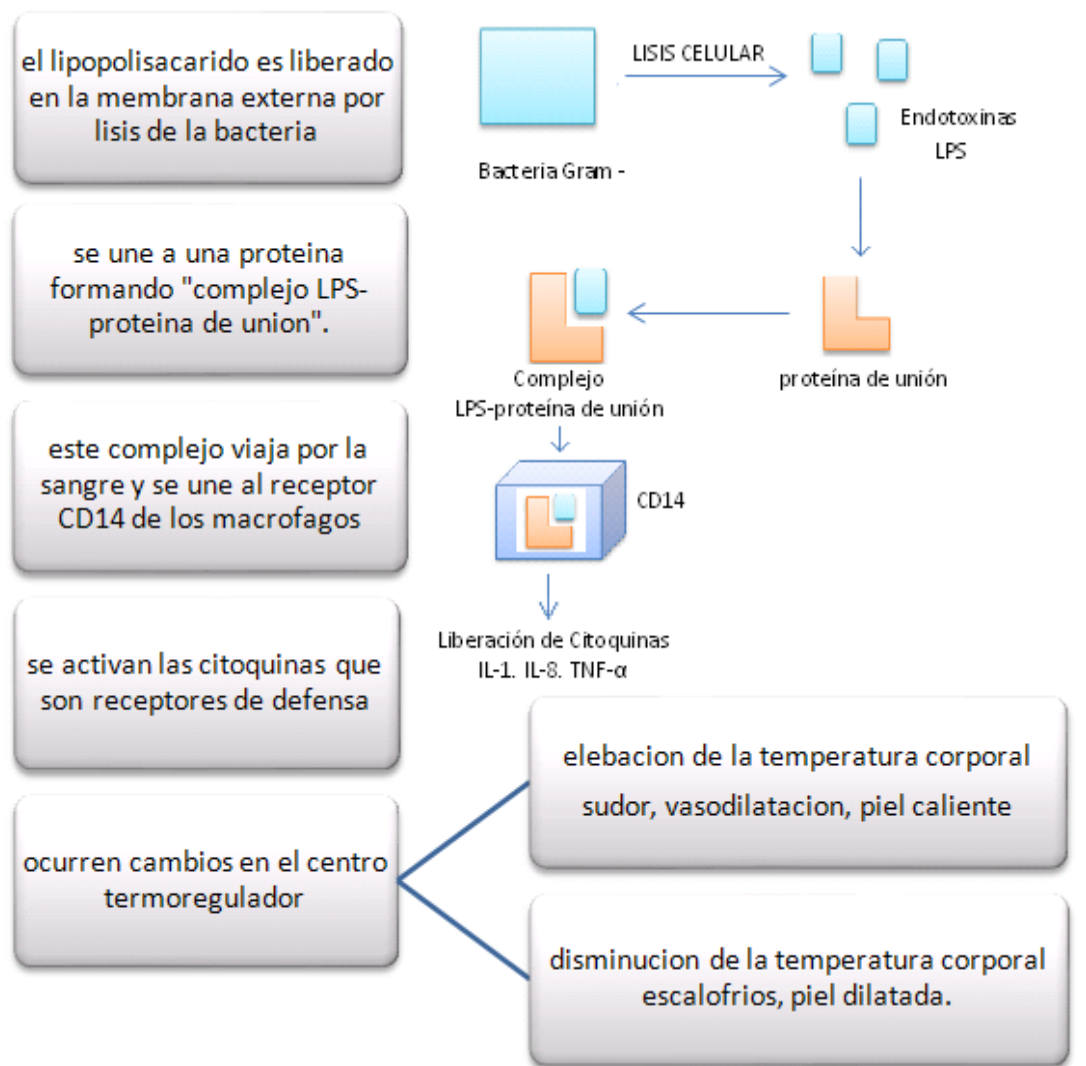 el lipopolisacarido es liberado
en la membrana externa por
lisis de la bacteria
LISIS CELULAR
Bacteria Gram -
Endotoxinas
LPS
se une a una proteina
formando "complejo LPS-
proteina de union".
Complejo
LPS-proteína de unión
proteína de unión
este complejo viaja por la
sangre y se une al receptor
CD14 de los macrofagos
CD14
Liberación de Citoquinas
IL-1. IL-8. TNF-α
se activan las citoquinas que
son receptores de defensa
ocurren cambios en el centro
termoregulador
elebacion de la temperatura corporal
sudor, vasodilatacion, piel caliente
disminucion de la temperatura corporal
escalofrios, piel dilatada.